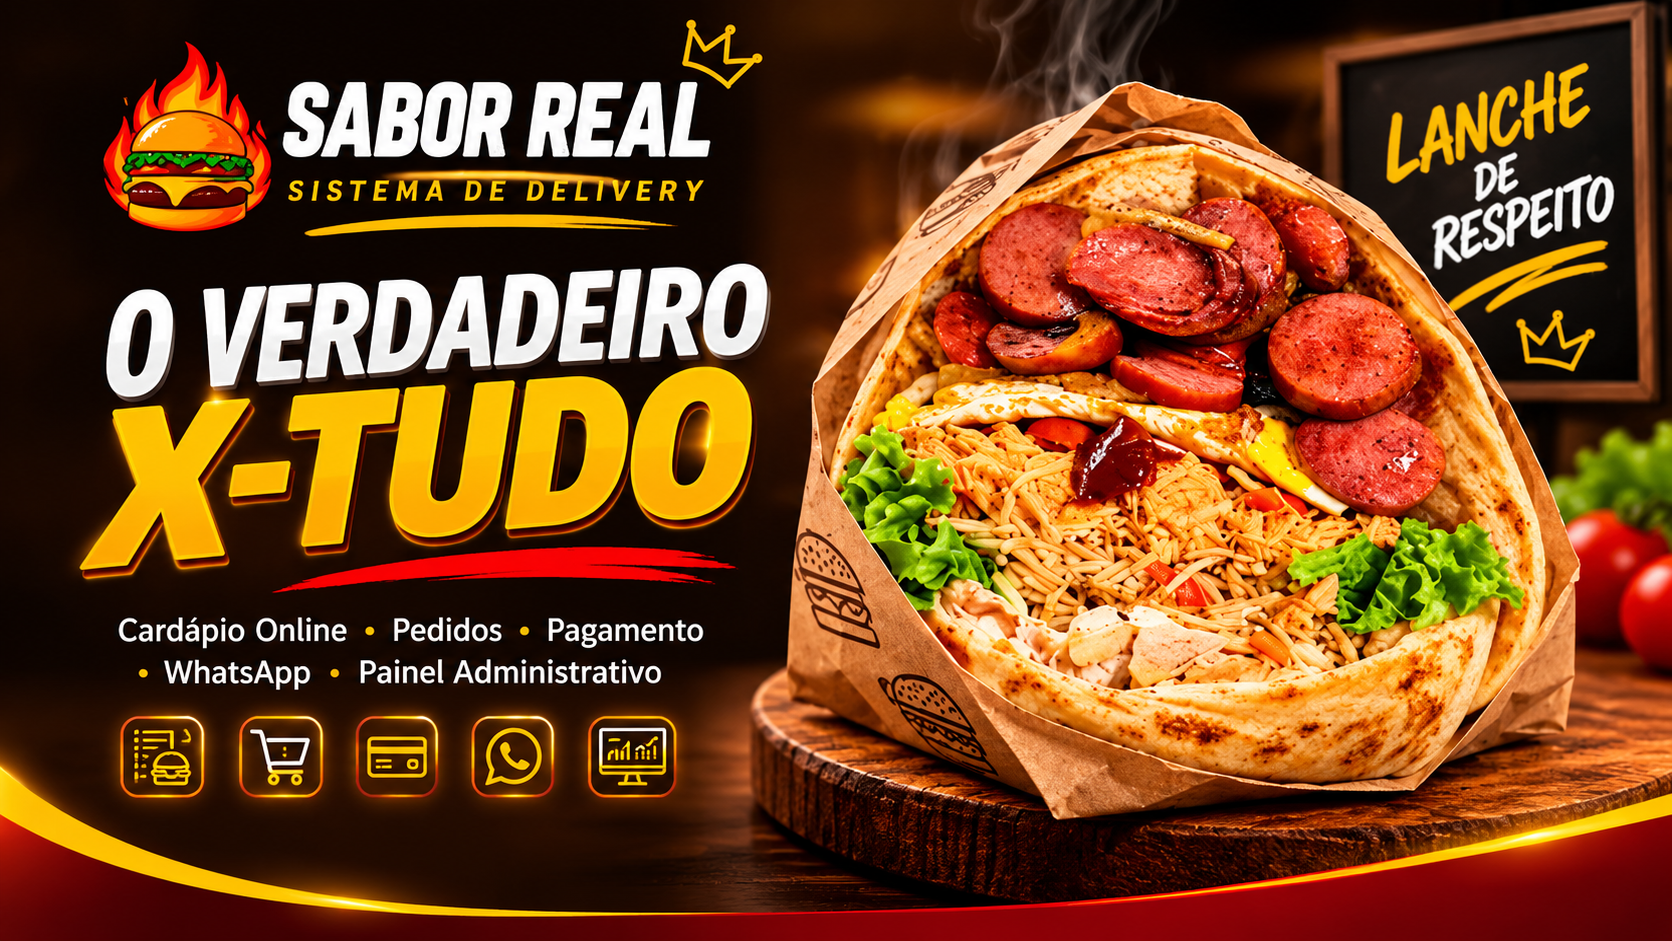 SABOR REAL
SISTEMA DE DELIVERY
O VERDADEIRO
X-TUDO
Cardápio Online • Pedidos • Pagamento
• WhatsApp • Painel Administrativo
LANCHE
DE
RESPEITO